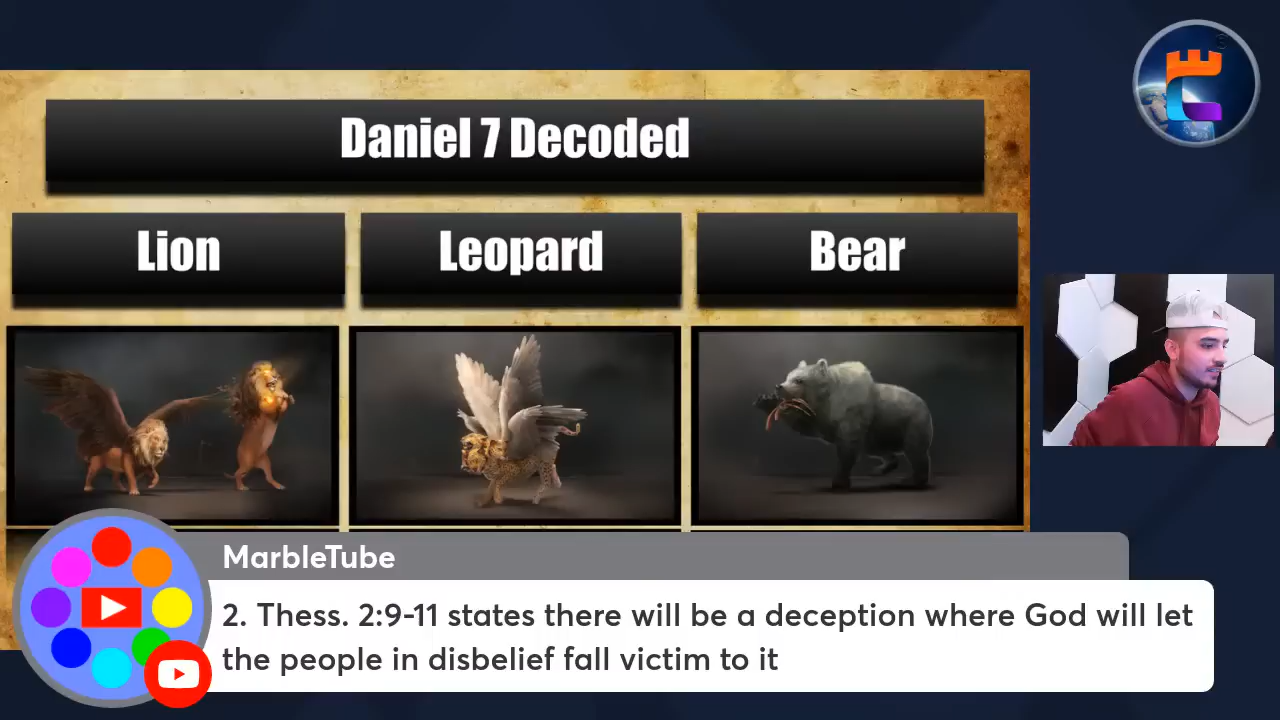 Daniel 7 Decoded
Lion
Leopard
Bear
MarbleTube
2. Thess. 2:9-11 states there will be a deception where God will let
the people in disbelief fall victim to it